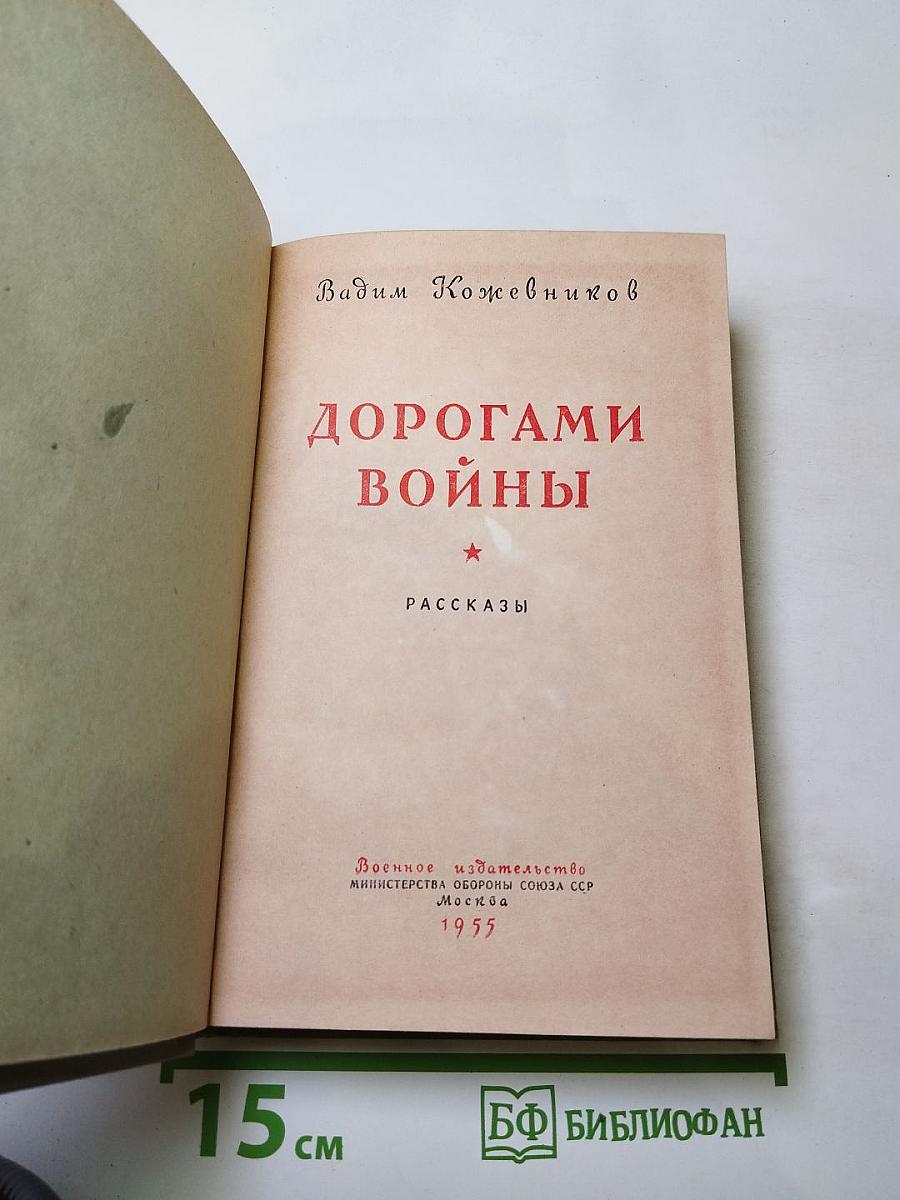 Вадим Кожевников
ДОРОГАМИ
ВОЙНЫ
РАССКАЗЫ
Военное издательство
МИНИСТЕРСТВА ОБОРОНЫ СОЮЗА ССР
Москва
1955
15 см
БФ БИБЛИОФАН